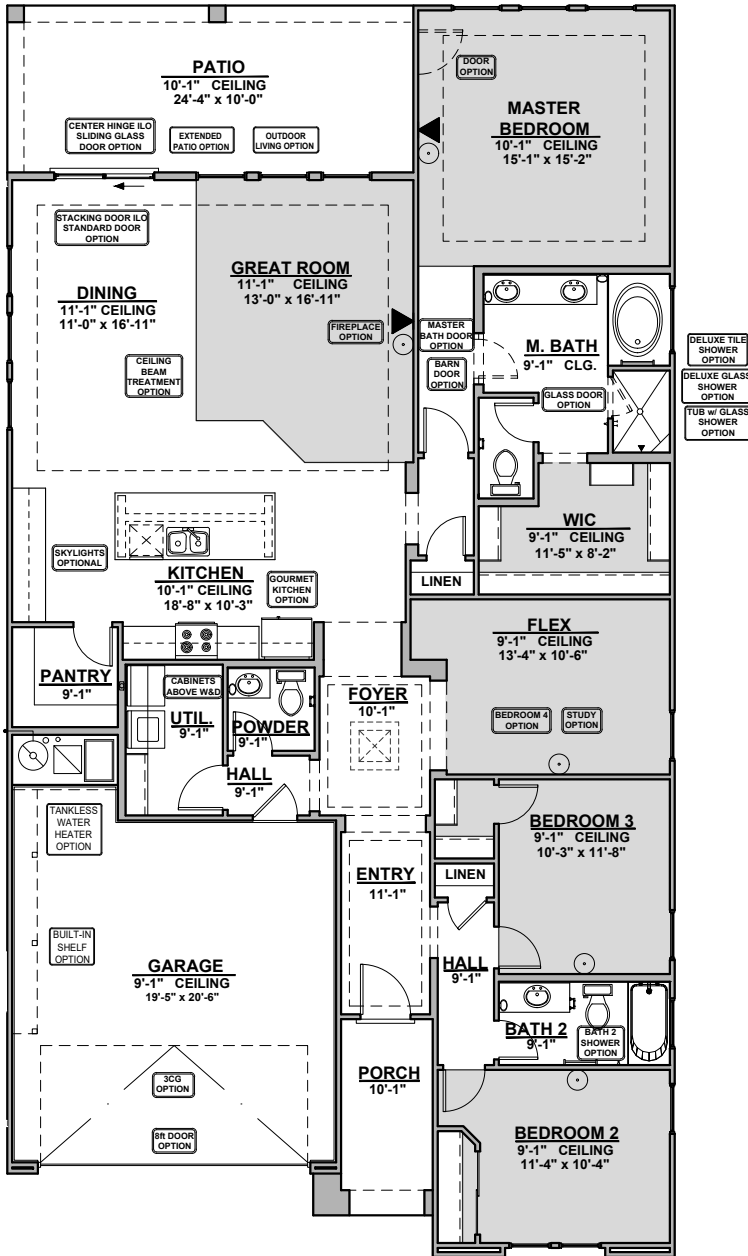 PATIO
10'-1" CEILING
24'-4" x 10'-0"
CENTER HINGE ILO
SLIDING GLASS
DOOR OPTION
EXTENDED
PATIO OPTION
OUTDOOR
LIVING OPTION
DOOR
OPTION
MASTER
BEDROOM
10'-1" CEILING
15'-1" x 15'-2"
STACKING DOOR ILO
STANDARD DOOR
OPTION
DINING
11'-1" CEILING
11'-0" x 16'-11"
GREAT ROOM
11'-1" CEILING
13'-0" x 16'-11"
FIREPLACE
OPTION
CEILING
BEAM
TREATMENT
OPTION
MASTER
BATH DOOR
OPTION
BARN
DOOR
OPTION
M. BATH
9'-1" CLG.
GLASS DOOR
OPTION
DELUXE TILE
SHOWER
OPTION
DELUXE GLASS
SHOWER
OPTION
TUB w/ GLASS
SHOWER
OPTION
WIC
9'-1" CEILING
11'-5" x 8'-2"
LINEN
SKYLIGHTS
OPTIONAL
KITCHEN
10'-1" CEILING
18'-8" x 10'-3"
GOURMET
KITCHEN
OPTION
FLEX
9'-1" CEILING
13'-4" x 10'-6"
BEDROOM 4
OPTION
STUDY
OPTION
PANTRY
9'-1"
CABINETS
ABOVE W&D
UTIL.
9'-1"
POWDER
9'-1"
FOYER
10'-1"
HALL
9'-1"
TANKLESS
WATER
HEATER
OPTION
BUILT-IN
SHELF
OPTION
BEDROOM 3
9'-1" CEILING
10'-3" x 11'-8"
ENTRY
11'-1"
LINEN
HALL
9'-1"
GARAGE
9'-1" CEILING
19'-5" x 20'-6"
BATH 2
9'-1"
BATH 2
SHOWER
OPTION
PORCH
10'-1"
3CG
OPTION
8ft DOOR
OPTION
BEDROOM 2
9'-1" CEILING
11'-4" x 10'-4"